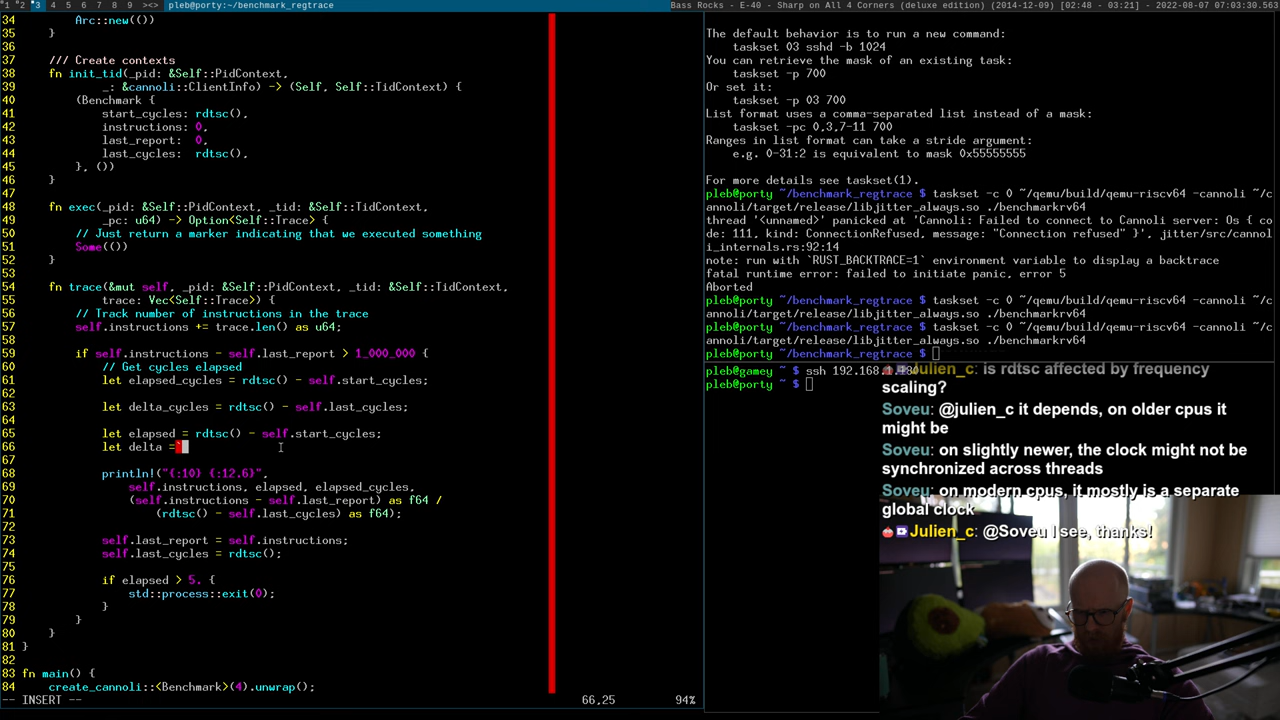 1 *2 *3 4 5 6 7 8 9 ><> pleb@porty:~/benchmark_regtrace Bass Rocks - E-40 - Sharp on All 4 Corners (deluxe edition) (2014-12-09) [02:48 - 03:21] - 2022-08-07 07:03:30.563
34         Arc::new(())
35     }
36
37     /// Create contexts
38     fn init_tid(_pid: &Self::PidContext,
39             _: &cannoli::ClientInfo) -> (Self, Self::TidContext) {
40         (Benchmark {
41             start_cycles: rdtsc(),
42             instructions: 0,
43             last_report:  0,
44             last_cycles:  rdtsc(),
45         }, ())
46     }
47
48     fn exec(_pid: &Self::PidContext, _tid: &Self::TidContext,
49             _pc: u64) -> Option<Self::Trace> {
50         // Just return a marker indicating that we executed something
51         Some(())
52     }
53
54     fn trace(&mut self, _pid: &Self::PidContext, _tid: &Self::TidContext,
55             trace: Vec<Self::Trace>) {
56         // Track number of instructions in the trace
57         self.instructions += trace.len() as u64;
58
59         if self.instructions - self.last_report > 1_000_000 {
60             // Get cycles elapsed
61             let elapsed_cycles = rdtsc() - self.start_cycles;
62
63             let delta_cycles = rdtsc() - self.last_cycles;
64
65             let elapsed = rdtsc() - self.start_cycles;
66             let delta =`
67
68             println!("{:10} {:12.6}",
69                 self.instructions, elapsed, elapsed_cycles,
70                 (self.instructions - self.last_report) as f64 /
71                     (rdtsc() - self.last_cycles) as f64);
72
73             self.last_report = self.instructions;
74             self.last_cycles = rdtsc();
75
76             if elapsed > 5. {
77                 std::process::exit(0);
78             }
79         }
80     }
81 }
82
83 fn main() {
84     create_cannoli::<Benchmark>(4).unwrap();
-- INSERT -- 66,25 94%
The default behavior is to run a new command:
    taskset 03 sshd -b 1024
You can retrieve the mask of an existing task:
    taskset -p 700
Or set it:
    taskset -p 03 700
List format uses a comma-separated list instead of a mask:
    taskset -pc 0,3,7-11 700
Ranges in list format can take a stride argument:
    e.g. 0-31:2 is equivalent to mask 0x55555555
For more details see taskset(1).
pleb@porty ~/benchmark_regtrace $ taskset -c 0 ~/qemu/build/qemu-riscv64 -cannoli ~/c
annoli/target/release/libjitter_always.so ./benchmarkrv64
thread '<unnamed>' panicked at 'Cannoli: Failed to connect to Cannoli server: Os { co
de: 111, kind: ConnectionRefused, message: "Connection refused" }', jitter/src/cannol
i_internals.rs:92:14
note: run with `RUST_BACKTRACE=1` environment variable to display a backtrace
fatal runtime error: failed to initiate panic, error 5
Aborted
pleb@porty ~/benchmark_regtrace $ taskset -c 0 ~/qemu/build/qemu-riscv64 -cannoli ~/c
annoli/target/release/libjitter_always.so ./benchmarkrv64
pleb@porty ~/benchmark_regtrace $ taskset -c 0 ~/qemu/build/qemu-riscv64 -cannoli ~/c
annoli/target/release/libjitter_always.so ./benchmarkrv64
pleb@porty ~/benchmark_regtrace $
pleb@gamey ~ $ ssh 192.168.
pleb@porty ~ $
Julien_c: is rdtsc affected by frequency
scaling?
Soveu: @julien_c it depends, on older cpus it
might be
Soveu: on slightly newer, the clock might not be
synchronized across threads
Soveu: on modern cpus, it mostly is a separate
global clock
Julien_c: @Soveu I see, thanks!